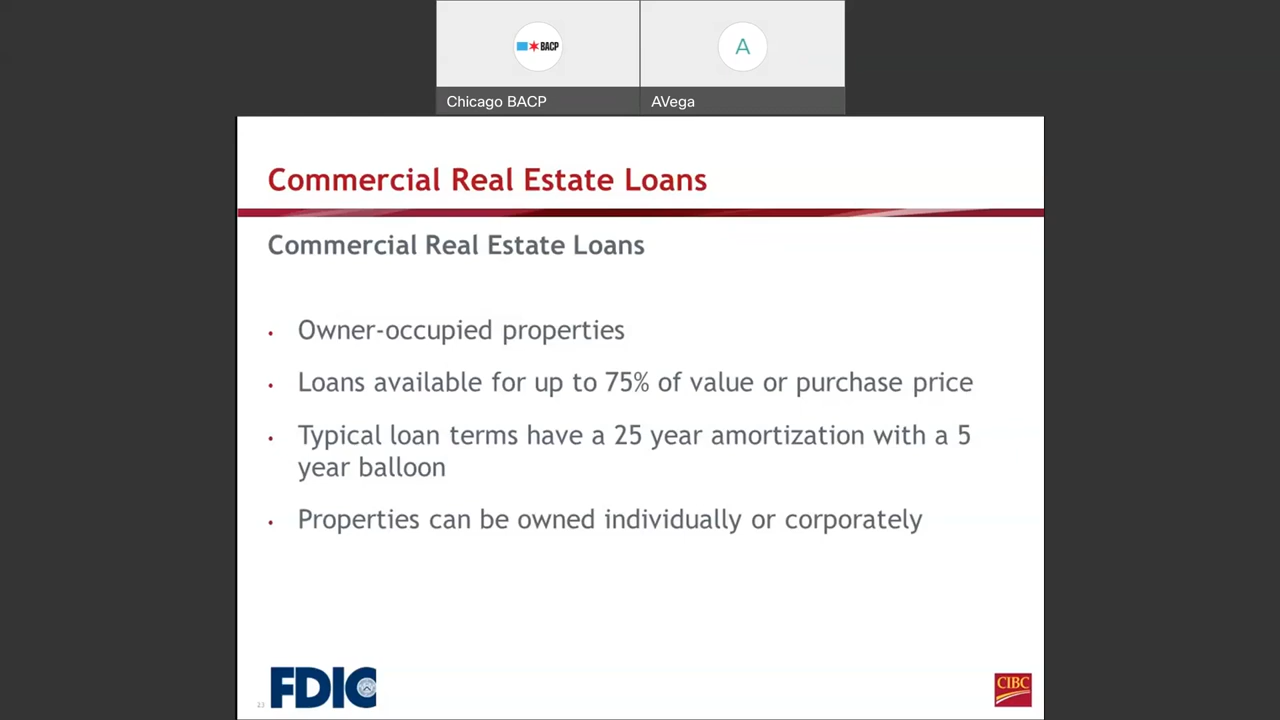 BACP
A
Chicago BACP
AVega
Commercial Real Estate Loans
Commercial Real Estate Loans
• Owner-occupied properties
• Loans available for up to 75% of value or purchase price
• Typical loan terms have a 25 year amortization with a 5
year balloon
• Properties can be owned individually or corporately
23
FDIC
CIBC